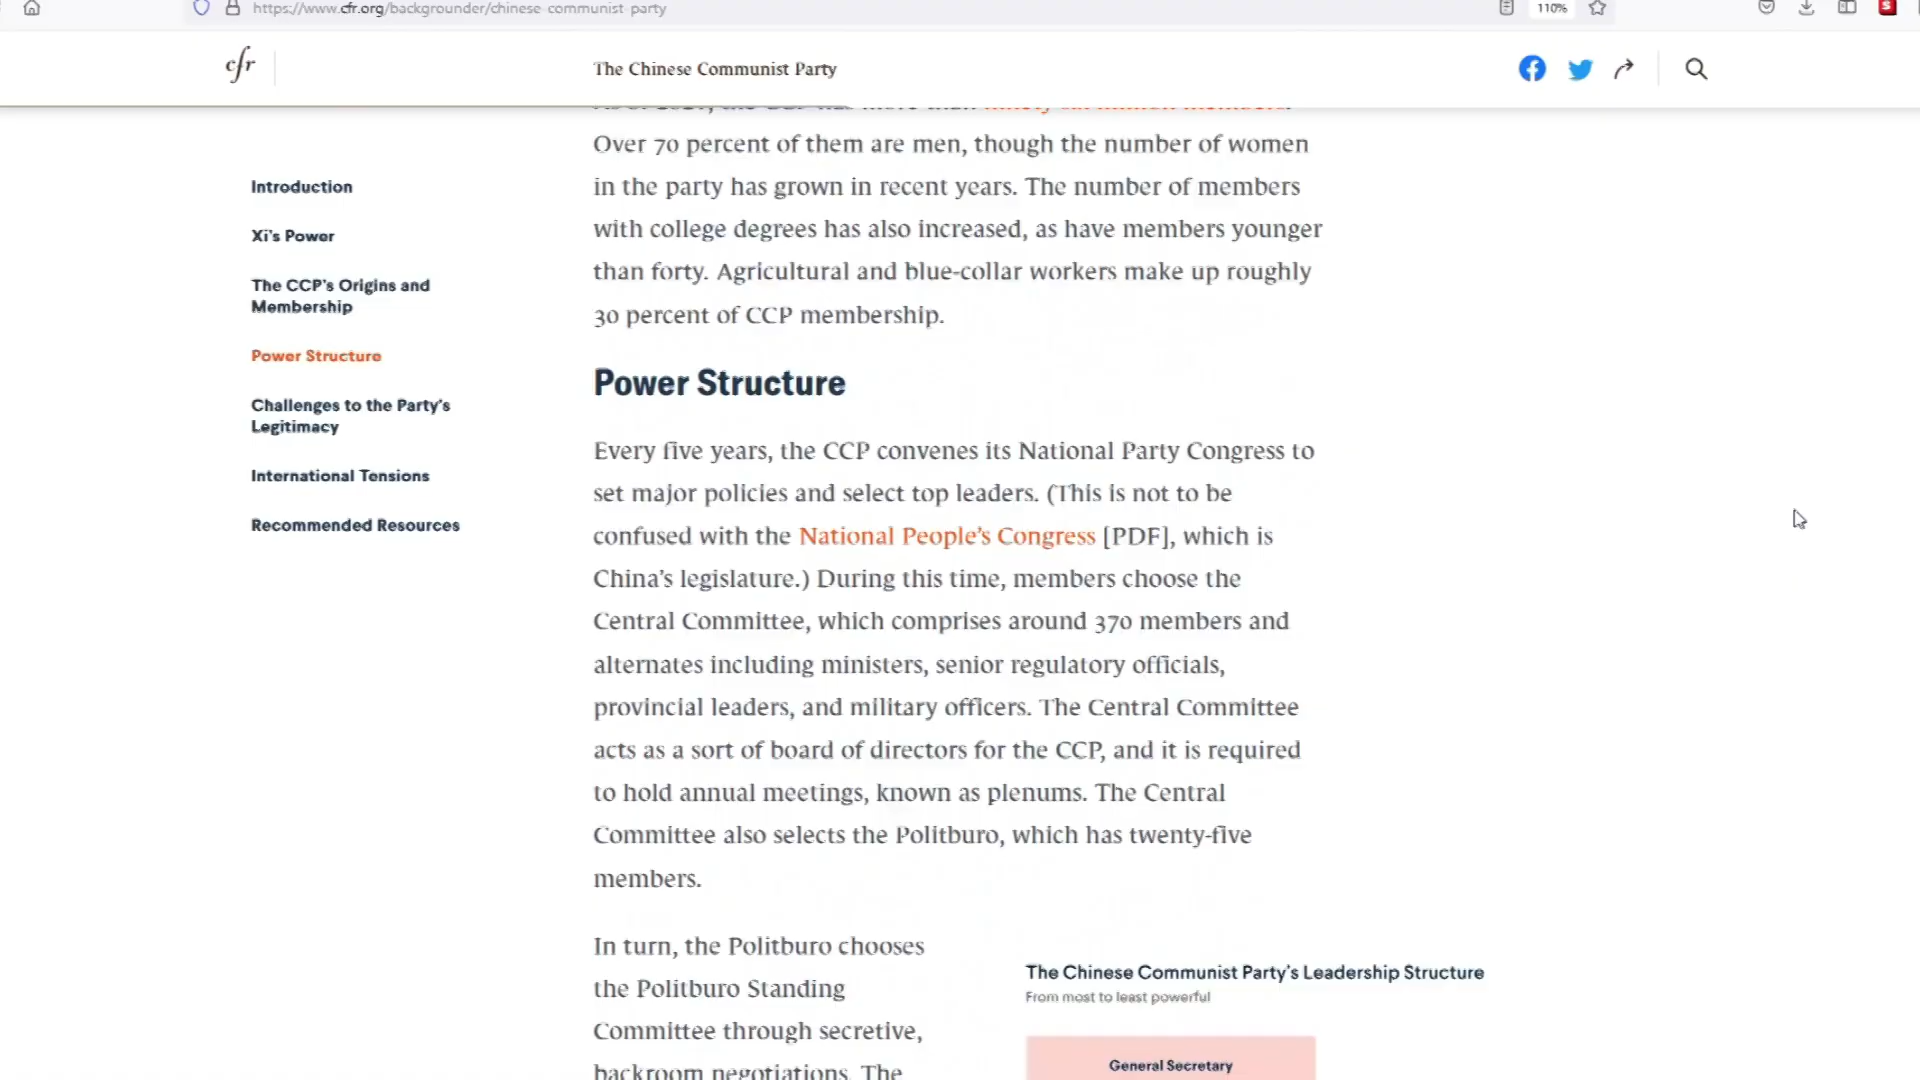 https://www.cfr.org/backgrounder/chinese-communist-party
110%
S
cfr
The Chinese Communist Party
Over 70 percent of them are men, though the number of women
in the party has grown in recent years. The number of members
with college degrees has also increased, as have members younger
than forty. Agricultural and blue-collar workers make up roughly
30 percent of CCP membership.
Introduction
Xi's Power
The CCP's Origins and
Membership
Power Structure
Challenges to the Party's
Legitimacy
International Tensions
Recommended Resources
Power Structure
Every five years, the CCP convenes its National Party Congress to
set major policies and select top leaders. (This is not to be
confused with the National People's Congress [PDF], which is
China's legislature.) During this time, members choose the
Central Committee, which comprises around 370 members and
alternates including ministers, senior regulatory officials,
provincial leaders, and military officers. The Central Committee
acts as a sort of board of directors for the CCP, and it is required
to hold annual meetings, known as plenums. The Central
Committee also selects the Politburo, which has twenty-five
members.
In turn, the Politburo chooses
the Politburo Standing
Committee through secretive,
backroom negotiations. The
The Chinese Communist Party's Leadership Structure
From most to least powerful
General Secretary